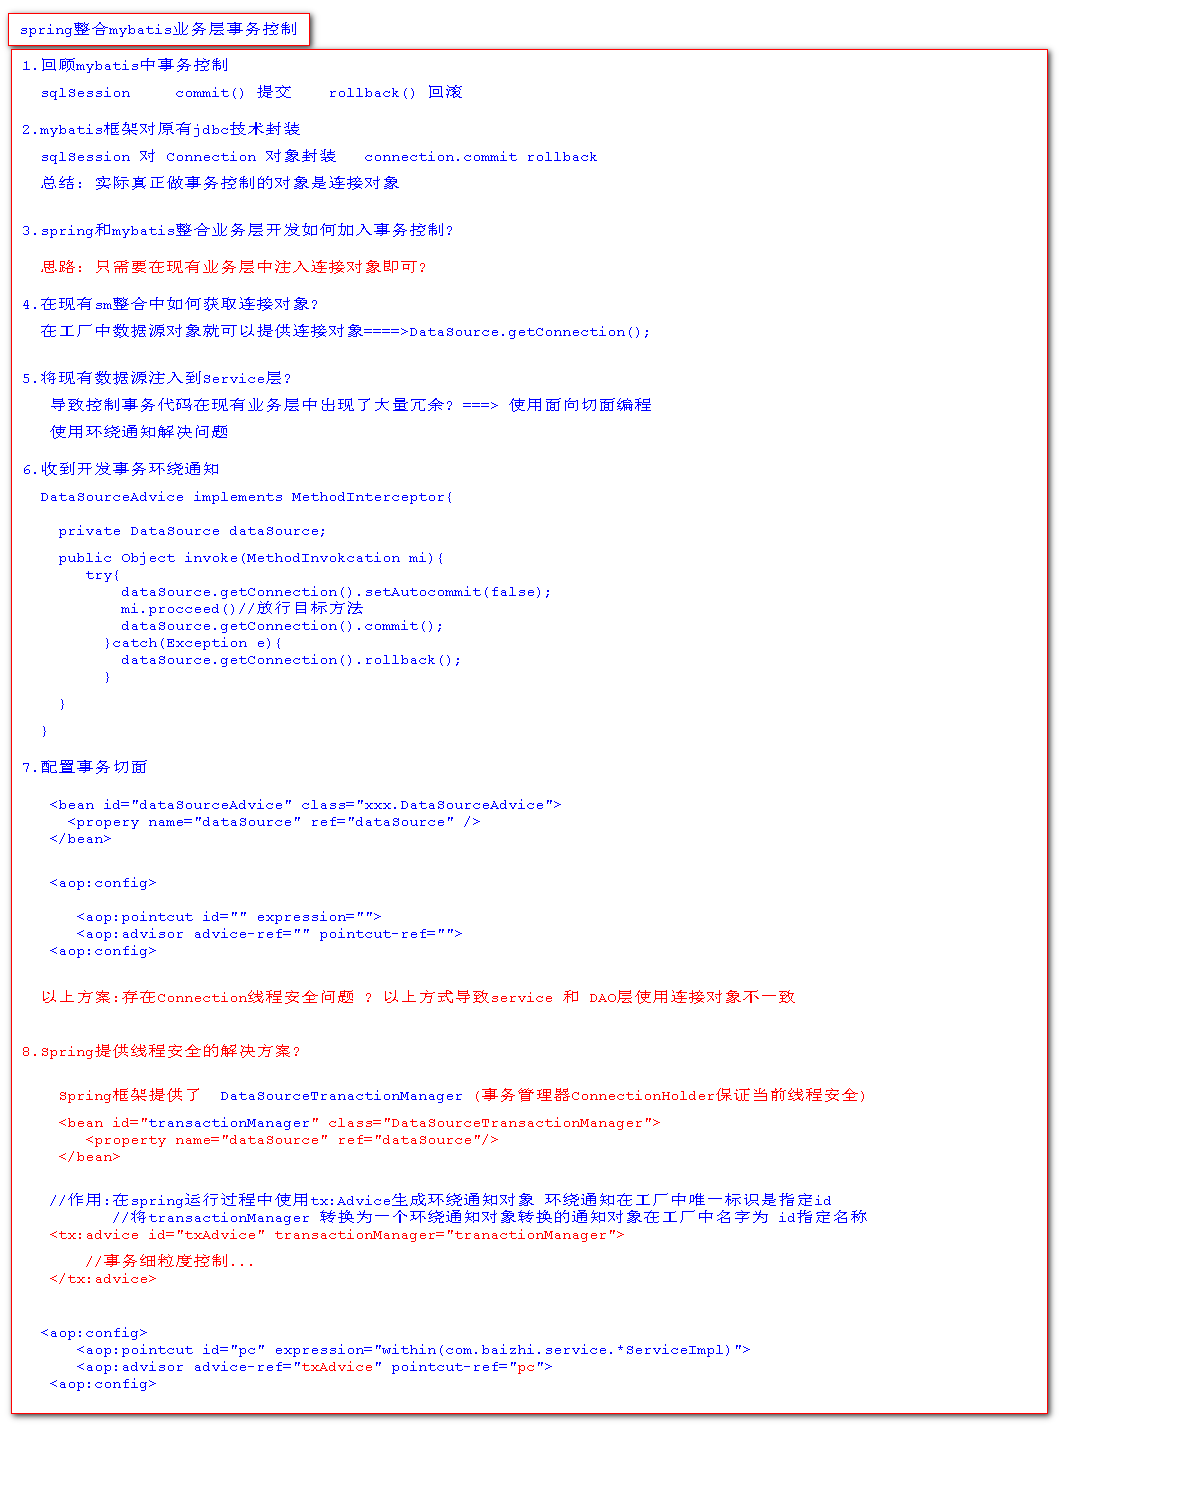 spring整合mybatis业务层事务控制
1.回顾mybatis中事务控制
sqlSession     commit() 提交    rollback() 回滚
2.mybatis框架对原有jdbc技术封装
sqlSession 对 Connection 对象封装   connection.commit rollback
总结: 实际真正做事务控制的对象是连接对象
3.spring和mybatis整合业务层开发如何加入事务控制?
思路: 只需要在现有业务层中注入连接对象即可?
4.在现有sm整合中如何获取连接对象?
在工厂中数据源对象就可以提供连接对象====>DataSource.getConnection();
5.将现有数据源注入到Service层?
导致控制事务代码在现有业务层中出现了大量冗余? ===> 使用面向切面编程
使用环绕通知解决问题
6.收到开发事务环绕通知
DataSourceAdvice implements MethodInterceptor{
private DataSource dataSource;
public Object invoke(MethodInvokcation mi){
try{
dataSource.getConnection().setAutocommit(false);
mi.procceed()//放行目标方法
dataSource.getConnection().commit();
}catch(Exception e){
dataSource.getConnection().rollback();
}
}
}
7.配置事务切面
<bean id="dataSourceAdvice" class="xxx.DataSourceAdvice">
<propery name="dataSource" ref="dataSource" />
</bean>
<aop:config>
<aop:pointcut id="" expression="">
<aop:advisor advice-ref="" pointcut-ref="">
<aop:config>
以上方案:存在Connection线程安全问题 ? 以上方式导致service 和 DAO层使用连接对象不一致
8.Spring提供线程安全的解决方案?
Spring框架提供了  DataSourceTranactionManager (事务管理器ConnectionHolder保证当前线程安全)
<bean id="transactionManager" class="DataSourceTransactionManager">
<property name="dataSource" ref="dataSource"/>
</bean>
//作用:在spring运行过程中使用tx:Advice生成环绕通知对象 环绕通知在工厂中唯一标识是指定id
//将transactionManager 转换为一个环绕通知对象转换的通知对象在工厂中名字为 id指定名称
<tx:advice id="txAdvice" transactionManager="tranactionManager">
//事务细粒度控制...
</tx:advice>
<aop:config>
<aop:pointcut id="pc" expression="within(com.baizhi.service.*ServiceImpl)">
<aop:advisor advice-ref="txAdvice" pointcut-ref="pc">
<aop:config>